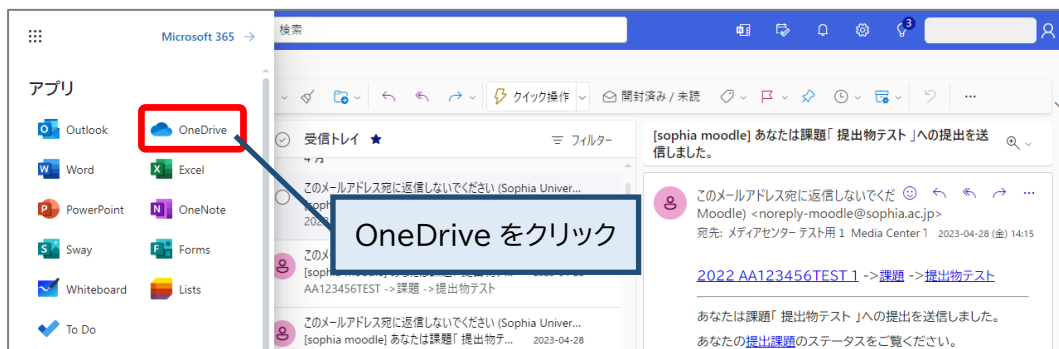 Microsoft 365 →
検索
3
アプリ
Outlook
OneDrive
Word
Excel
PowerPoint
OneNote
Sway
Forms
Whiteboard
Lists
To Do
クイック操作
開封済み / 未読
受信トレイ ★
フィルター
4 月
このメールアドレス宛に返信しないでください (Sophia Univer...
このメ
AA123456TEST -> 課題 -> 提出物テスト
このメールアドレス宛に返信しないでください (Sophia Univer...
[sophia moodle] あなたは課題「 提出物テ... 2023-04-28
OneDrive をクリック
[sophia moodle] あなたは課題「 提出物テスト 」への提出を送
信しました。
このメールアドレス宛に返信しないでくだ
Moodle) <noreply-moodle@sophia.ac.jp>
宛先: メディアセンター テスト用 1 Media Center 1 2023-04-28 (金) 14:15
2022 AA123456TEST 1 ->課題 ->提出物テスト
あなたは課題「 提出物テスト 」への提出を送信しました。
あなたの提出課題のステータスをご覧ください。